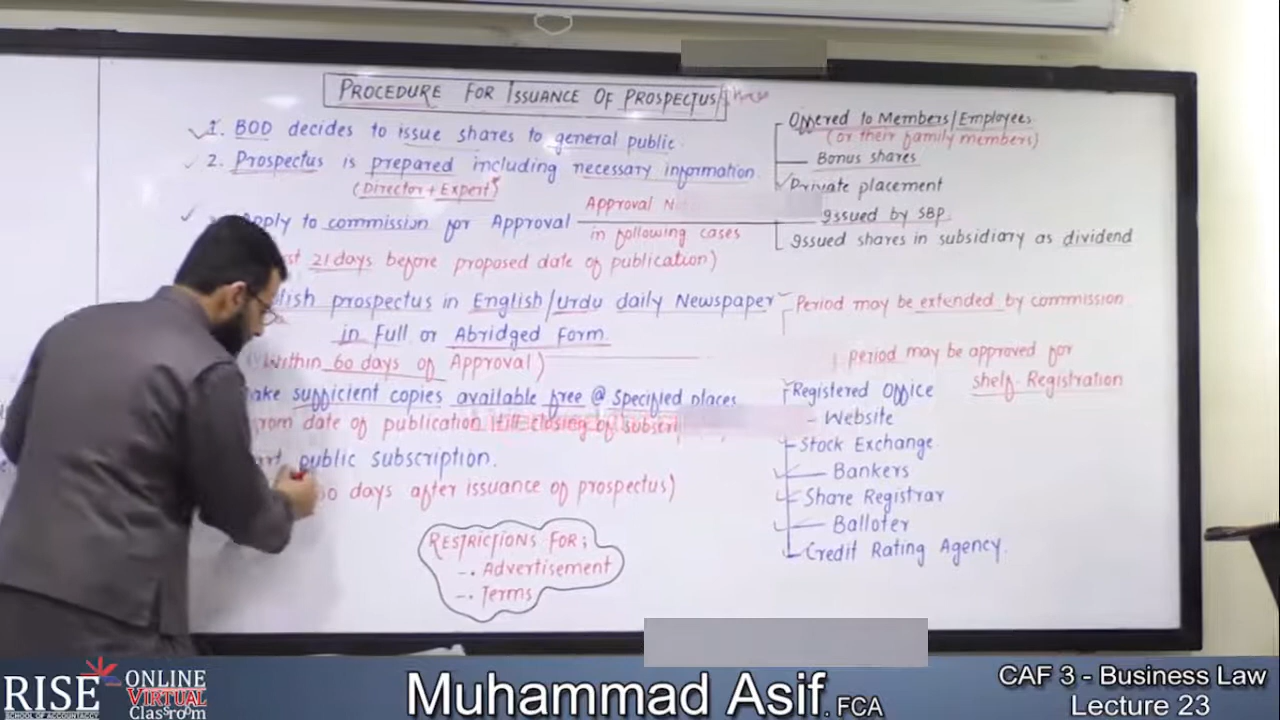 PROCEDURE FOR ISSUANCE OF PROSPECTUS/
1. BOD decides to issue shares to general public.
2. Prospectus is prepared including necessary information
(Director + Expert)
to commission for Approval
Approval
in following cases
21 days before proposed date of publication)
prospectus in English/Urdu daily Newspaper
in Full or Abridged Form.
within 60 days of Approval)
sufficient copies available free @ Specified places
date of publication till closing of
public subscription.
days after issuance of prospectus)
RESTRICTIONS FOR;
-. Advertisement
-. Terms
Offered to Members/Employees
(or their family members)
Bonus shares
Private placement
Issued by SBP.
Issued shares in subsidiary as dividend
Period may be extended by commission
period may be approved for
shelf-Registration
Registered Office
- Website
Stock Exchange
Bankers
Share Registrar
Balloter
Credit Rating Agency.
RISE
SCHOOL OF ACCOUNTANCY
ONLINE
VIRTUAL
Classroom
Muhammad Asif. FCA
CAF 3 - Business Law
Lecture 23